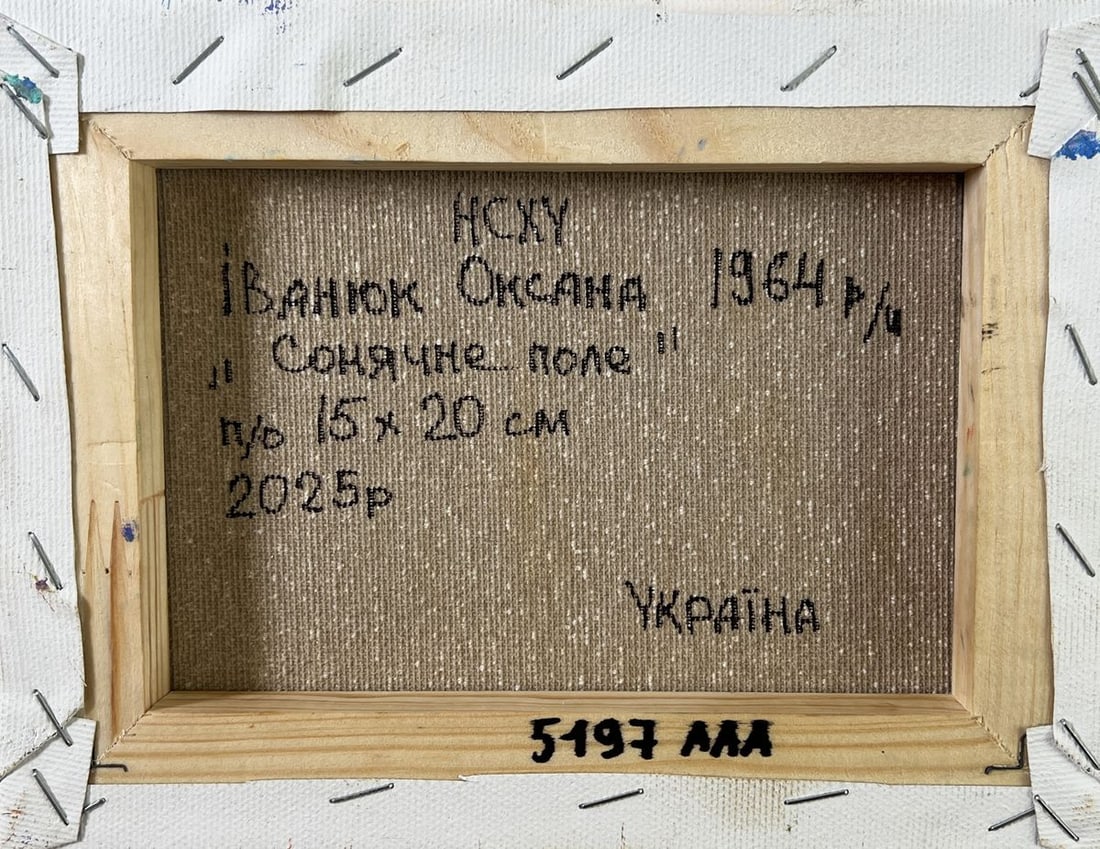 НСХУ
Іванюк Оксана 1964 р/н
„ Сонячне поле "
п/о 15 х 20 см
2025р
Україна
5197 ААА